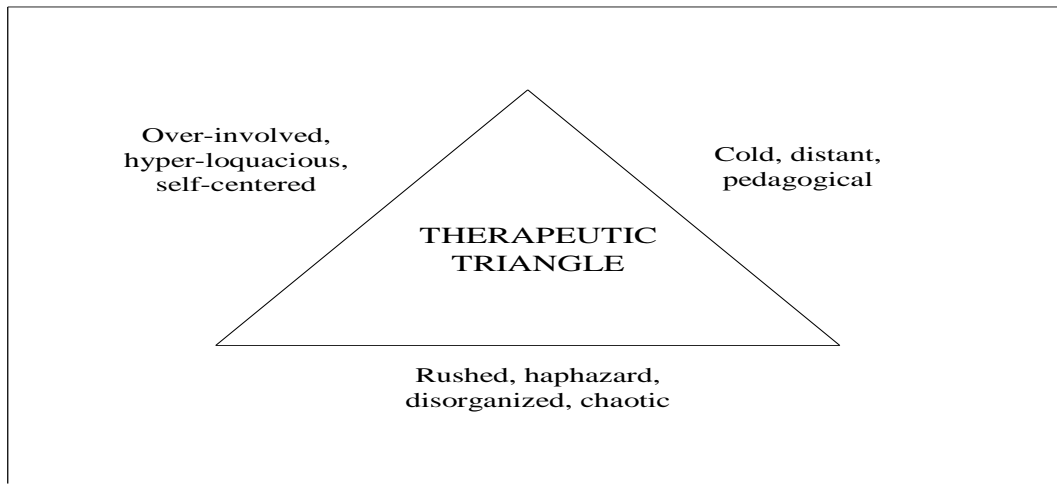 Over-involved,
hyper-loquacious,
self-centered
Cold, distant,
pedagogical
THERAPEUTIC
TRIANGLE
Rushed, haphazard,
disorganized, chaotic